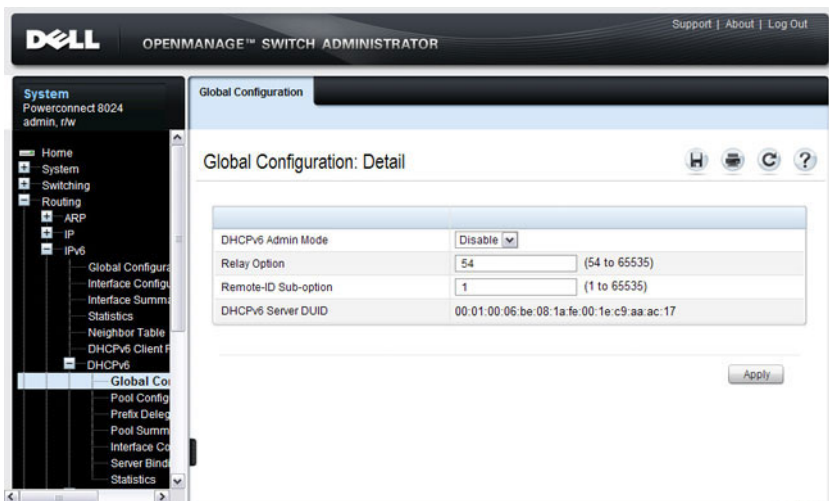 Support | About | Log Out
DELL OPENMANAGE™ SWITCH ADMINISTRATOR
System
Powerconnect 8024
admin, r/w
Home
System
Switching
Routing
ARP
IP
IPv6
Global Configura
Interface Configu
Interface Summa
Statistics
Neighbor Table
DHCPv6 Client
DHCPv6
Global Co
Pool Config
Prefix Deleg
Pool Summ
Interface Co
Server Bindi
Statistics
Global Configuration
Global Configuration: Detail
DHCPv6 Admin Mode Disable
Relay Option 54 (54 to 65535)
Remote-ID Sub-option 1 (1 to 65535)
DHCPv6 Server DUID 00:01:00:06:be:08:1a:fe:00:1e:c9:aa:ac:17
Apply